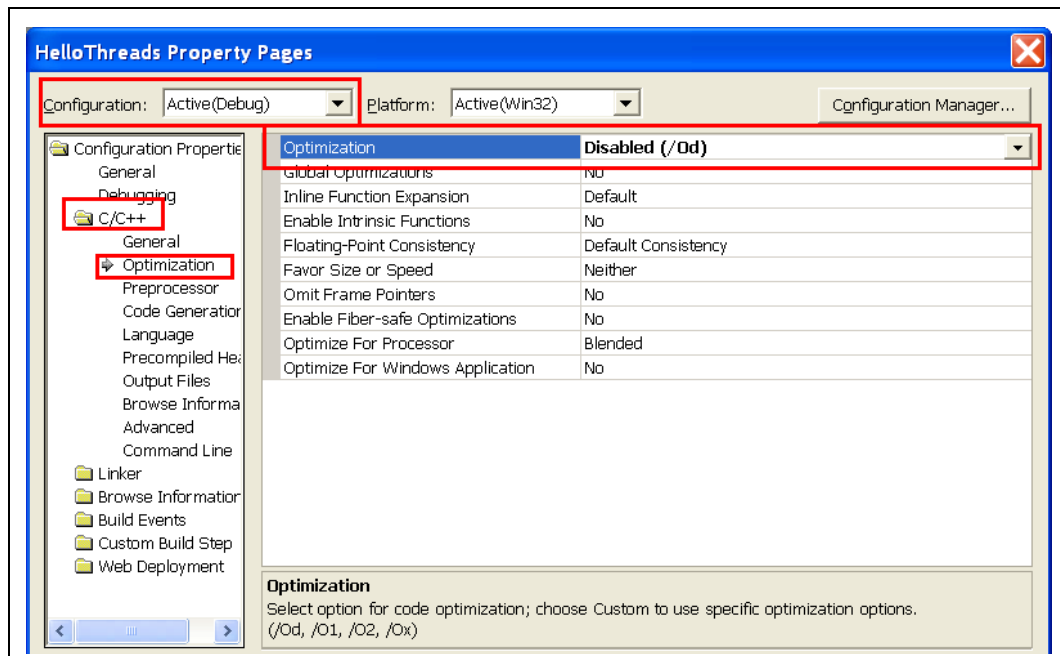 HelloThreads Property Pages
Configuration: Active(Debug) Platform: Active(Win32) Configuration Manager...
Configuration Propertie
General
Debugging
C/C++
General
Optimization
Preprocessor
Code Generation
Language
Precompiled Hea
Output Files
Browse Informa
Advanced
Command Line
Linker
Browse Information
Build Events
Custom Build Step
Web Deployment
Optimization Disabled (/Od)
Global Optimizations No
Inline Function Expansion Default
Enable Intrinsic Functions No
Floating-Point Consistency Default Consistency
Favor Size or Speed Neither
Omit Frame Pointers No
Enable Fiber-safe Optimizations No
Optimize For Processor Blended
Optimize For Windows Application No
Optimization
Select option for code optimization; choose Custom to use specific optimization options.
(/Od, /O1, /O2, /Ox)